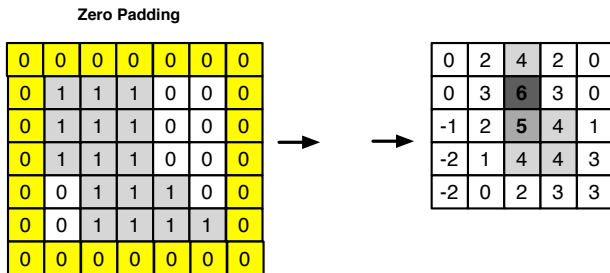 Zero Padding
0 0 0 0 0 0 0
0 1 1 1 0 0 0
0 1 1 1 0 0 0
0 1 1 1 0 0 0
0 0 1 1 1 0 0
0 0 1 1 1 1 0
0 0 0 0 0 0 0
0 2 4 2 0
0 3 6 3 0
-1 2 5 4 1
-2 1 4 4 3
-2 0 2 3 3